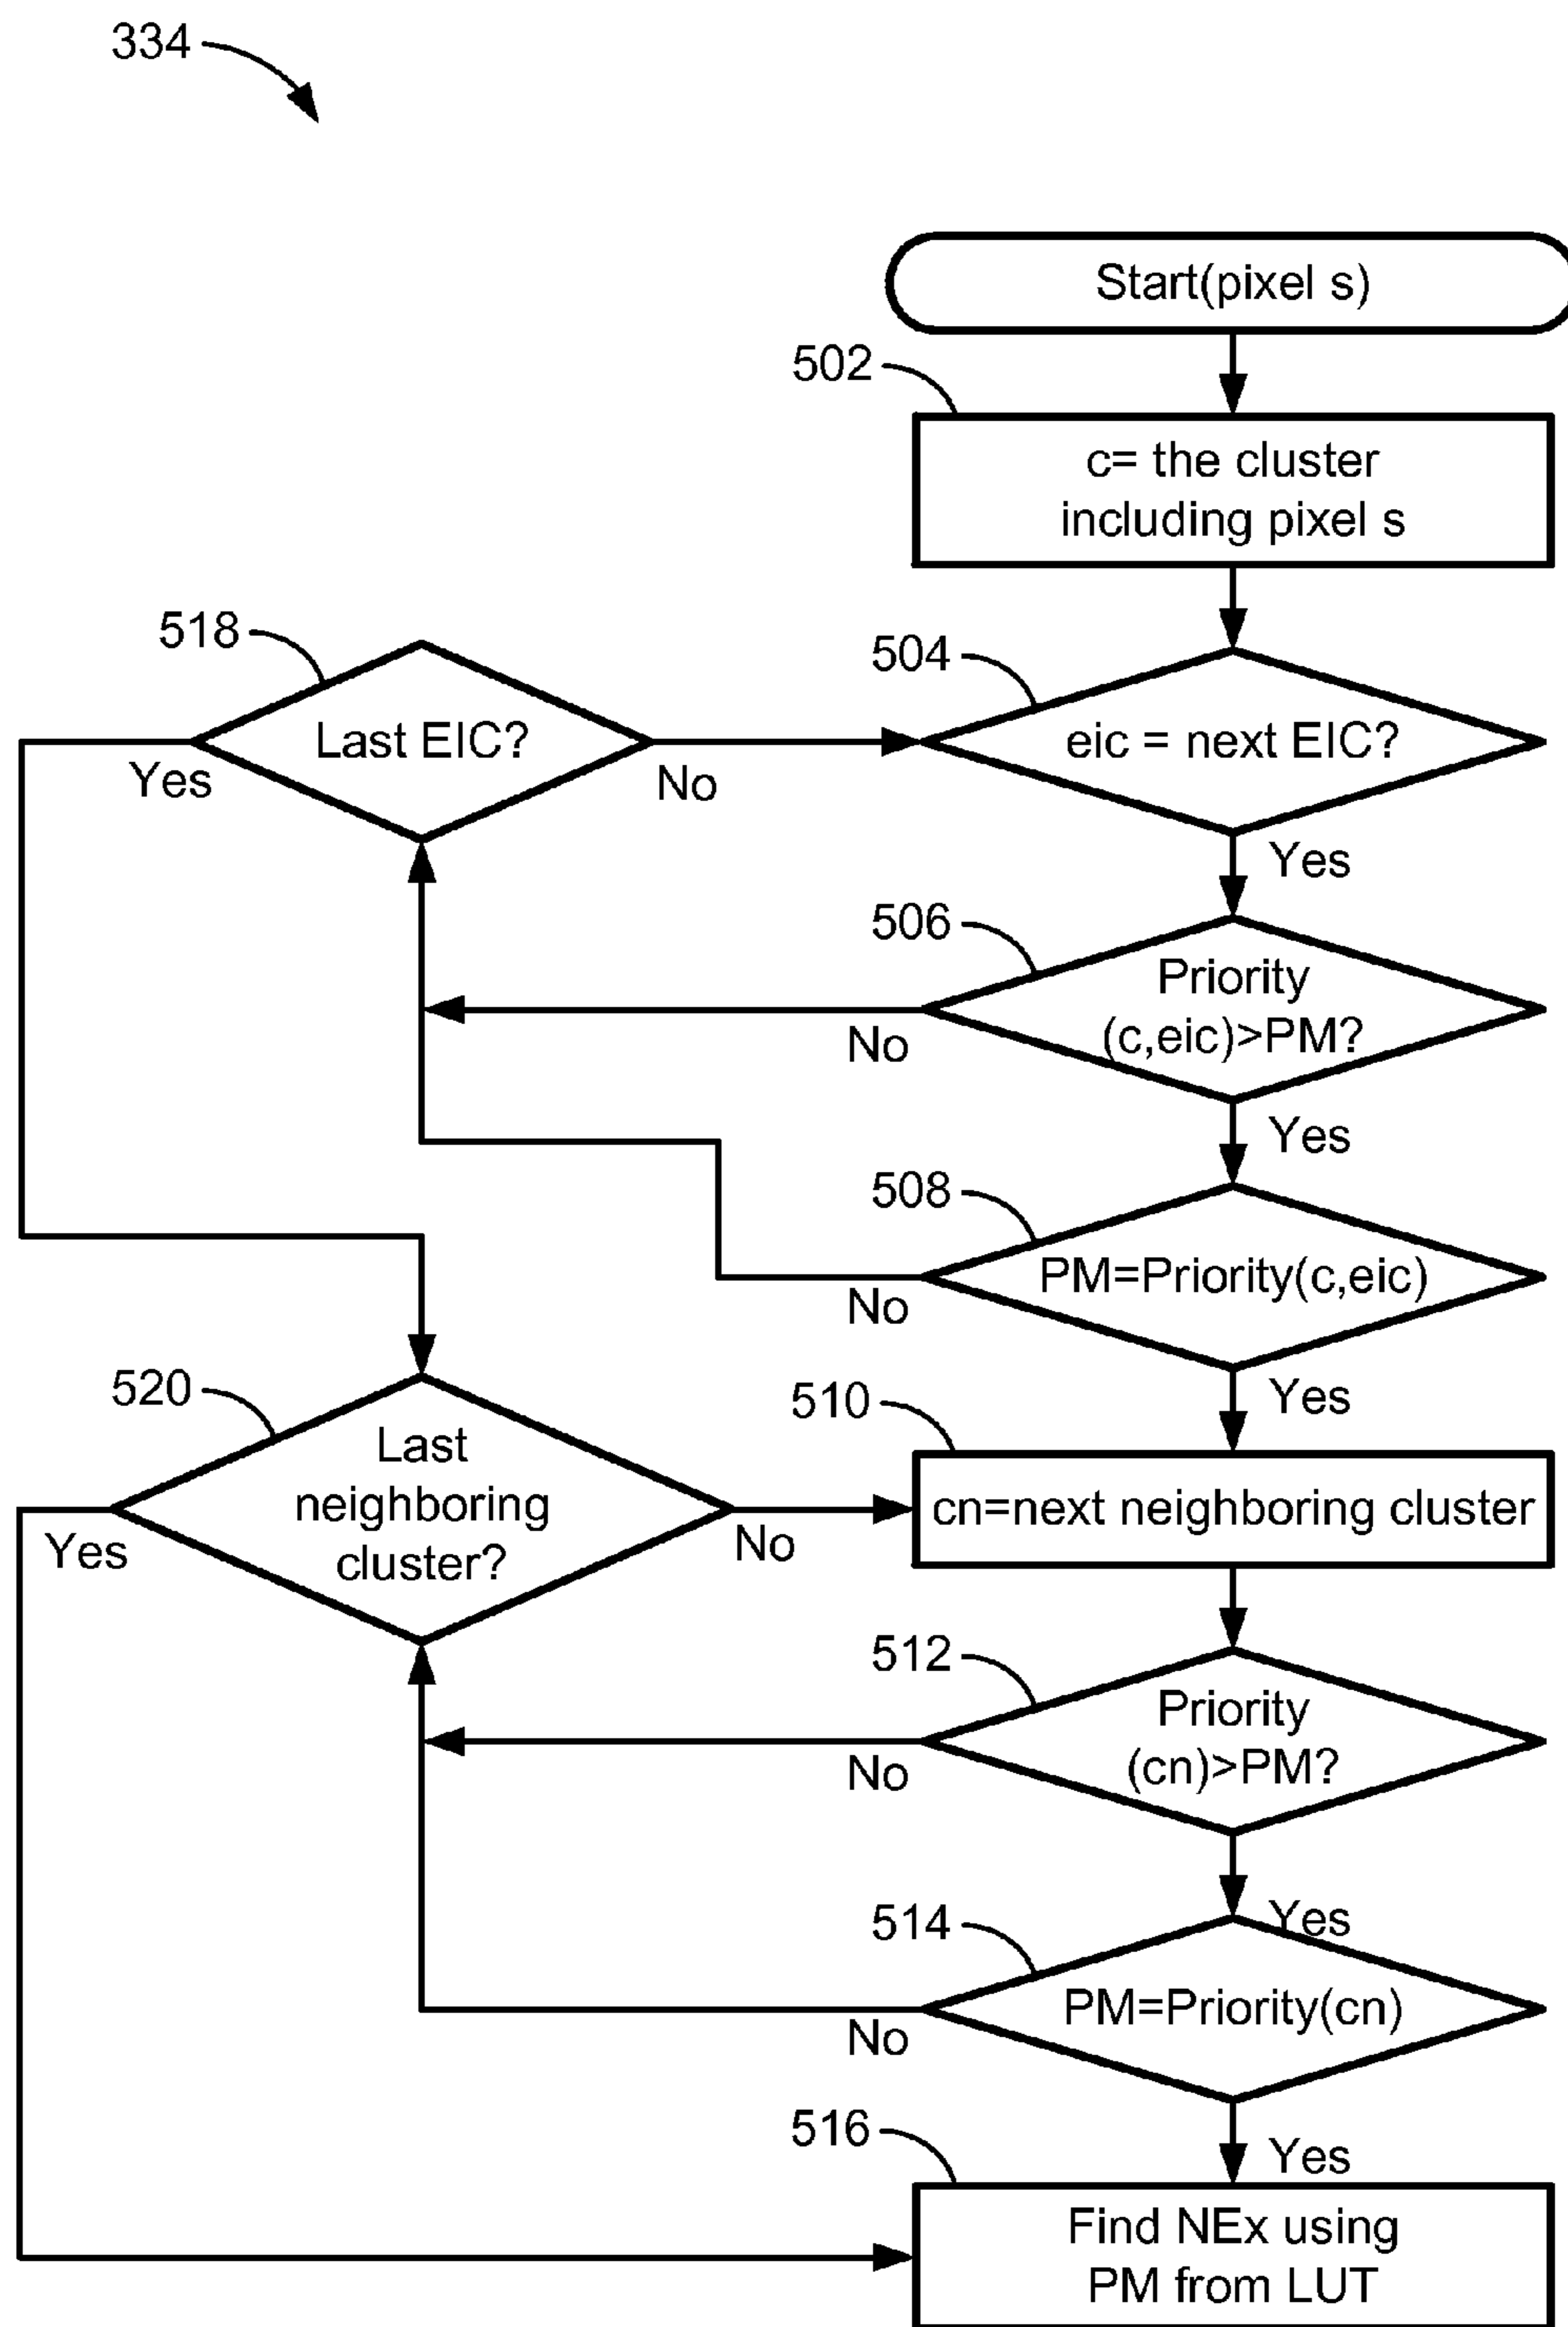 334
Start(pixel s)
502
c= the cluster
including pixel s
518
504
Last EIC?
eic = next EIC?
Yes
No
Yes
506
Priority
(c,eic)>PM?
No
Yes
508
PM=Priority(c,eic)
No
520
Yes
510
Last
neighboring
cluster?
cn=next neighboring cluster
Yes
No
512
Priority
(cn)>PM?
No
Yes
514
PM=Priority(cn)
No
516
Yes
Find NEx using
PM from LUT